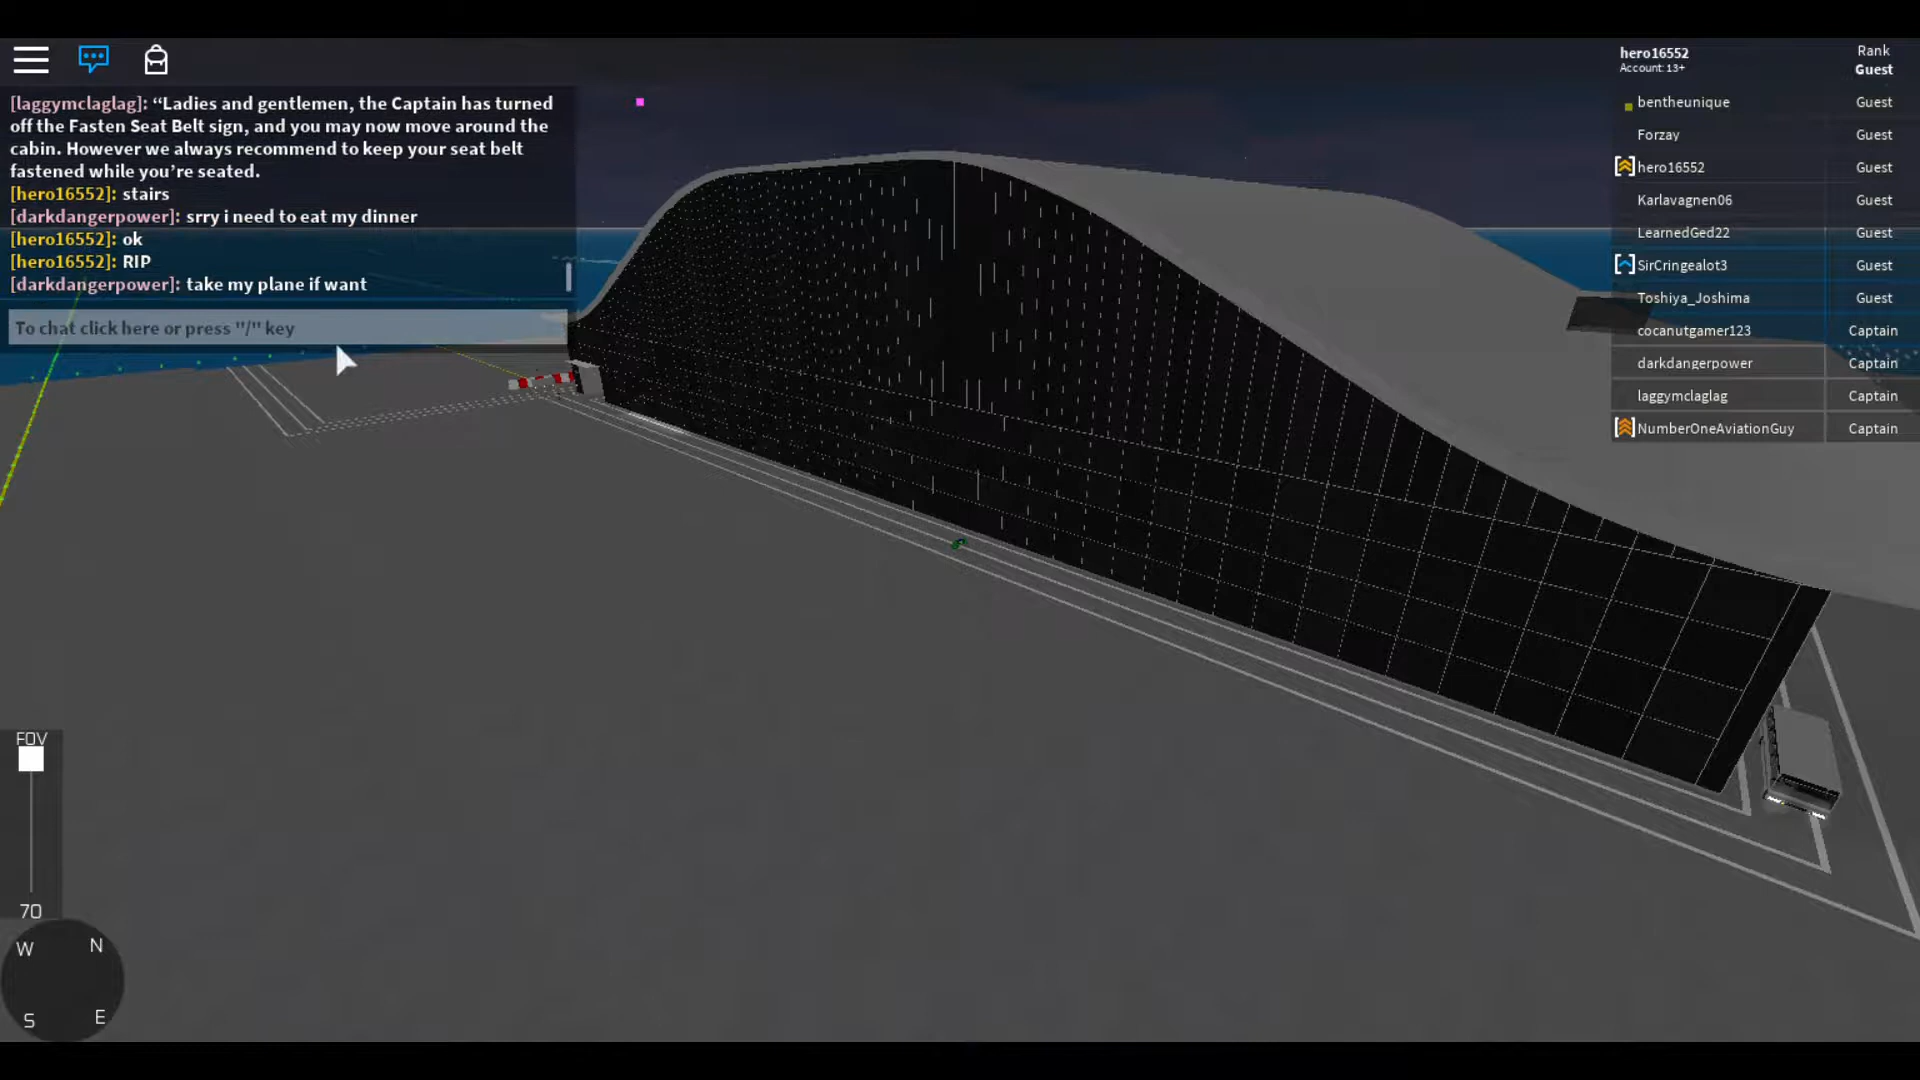 [laggymclaglag]: “Ladies and gentlemen, the Captain has turned
off the Fasten Seat Belt sign, and you may now move around the
cabin. However we always recommend to keep your seat belt
fastened while you’re seated.
[hero16552]: stairs
[darkdangerpower]: srry i need to eat my dinner
[hero16552]: ok
[hero16552]: RIP
[darkdangerpower]: take my plane if want
To chat click here or press "/" key
hero16552 Rank
Account: 13+ Guest
bentheunique Guest
Forzay Guest
hero16552 Guest
Karlavagnen06 Guest
LearnedGed22 Guest
SirCringealot3 Guest
Toshiya_Joshima Guest
cocanutgamer123 Captain
darkdangerpower Captain
laggymclaglag Captain
NumberOneAviationGuy Captain
FOV
70
W N
S E